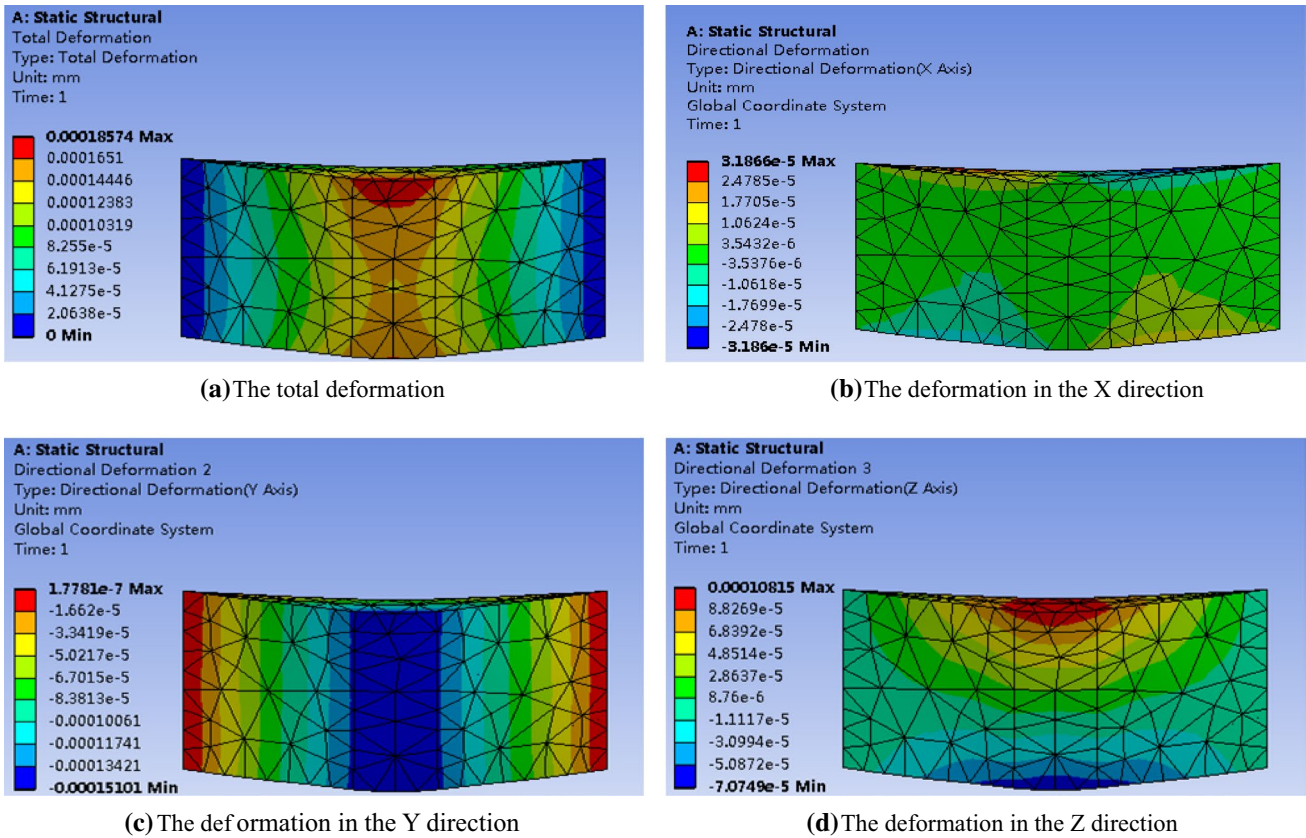 A: Static Structural
Total Deformation
Type: Total Deformation
Unit: mm
Time: 1
0.00018574 Max
0.0001651
0.00014446
0.00012383
0.00010319
8.255e-5
6.1913e-5
4.1275e-5
2.0638e-5
0 Min
(a) The total deformation
A: Static Structural
Directional Deformation
Type: Directional Deformation(X Axis)
Unit: mm
Global Coordinate System
Time: 1
3.1866e-5 Max
2.4785e-5
1.7705e-5
1.0624e-5
3.5432e-6
-3.5376e-6
-1.0618e-5
-1.7699e-5
-2.478e-5
-3.186e-5 Min
(b) The deformation in the X direction
A: Static Structural
Directional Deformation 2
Type: Directional Deformation(Y Axis)
Unit: mm
Global Coordinate System
Time: 1
1.7781e-7 Max
-1.662e-5
-3.3419e-5
-5.0217e-5
-6.7015e-5
-8.3813e-5
-0.00010061
-0.00011741
-0.00013421
-0.00015101 Min
(c) The def ormation in the Y direction
A: Static Structural
Directional Deformation 3
Type: Directional Deformation(Z Axis)
Unit: mm
Global Coordinate System
Time: 1
0.00010815 Max
8.8269e-5
6.8392e-5
4.8514e-5
2.8637e-5
8.76e-6
-1.1117e-5
-3.0994e-5
-5.0872e-5
-7.0749e-5 Min
(d) The deformation in the Z direction